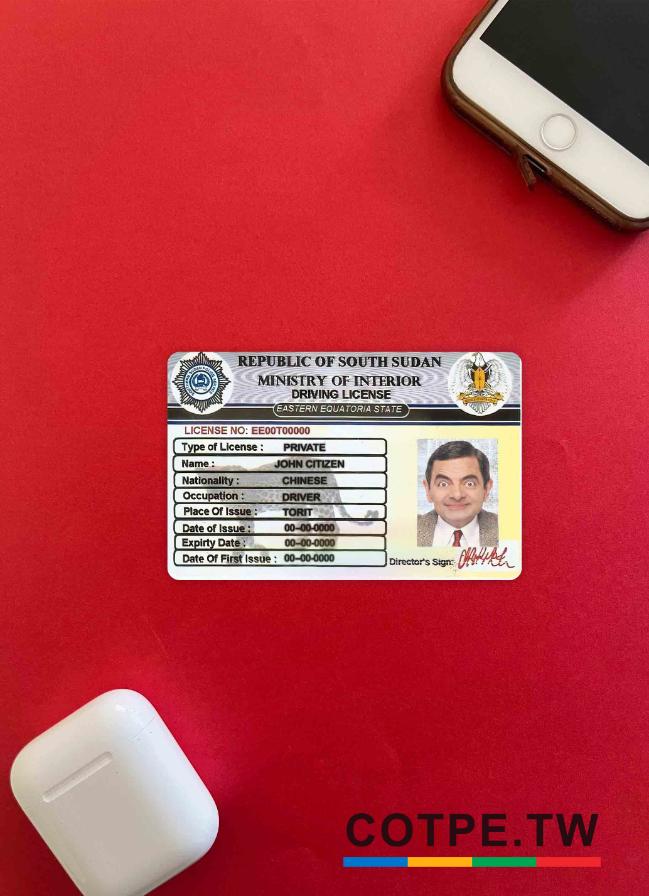 REPUBLIC OF SOUTH SUDAN
MINISTRY OF INTERIOR
DRIVING LICENSE
EASTERN EQUATORIA STATE
LICENSE NO: EE00T00000
Type of License : PRIVATE
Name : JOHN CITIZEN
Nationality : CHINESE
Occupation : DRIVER
Place Of Issue : TORIT
Date of Issue : 00-00-0000
Expirty Date : 00-00-0000
Date Of First Issue : 00-00-0000
Director's Sign:
COTPE.TW